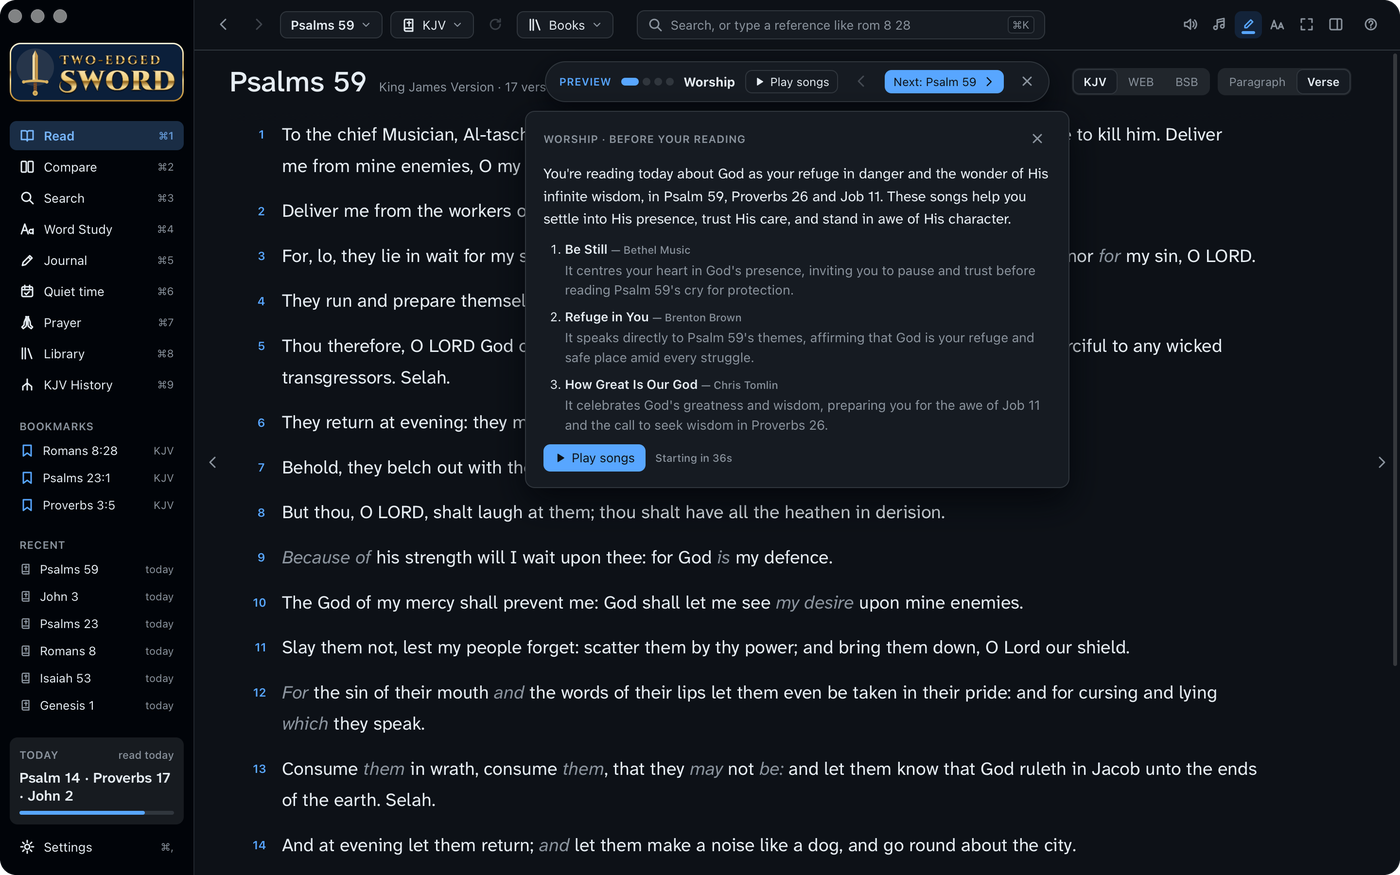 Psalms 59
KJV
Books
Search, or type a reference like rom 8 28
⌘K
TWO-EDGED
SWORD
Read ⌘1
Compare ⌘2
Search ⌘3
Word Study ⌘4
Journal ⌘5
Quiet time ⌘6
Prayer ⌘7
Library ⌘8
KJV History ⌘9
BOOKMARKS
Romans 8:28 KJV
Psalms 23:1 KJV
Proverbs 3:5 KJV
RECENT
Psalms 59 today
John 3 today
Psalms 23 today
Romans 8 today
Isaiah 53 today
Genesis 1 today
TODAY read today
Psalm 14 · Proverbs 17
· John 2
Settings ⌘,
Psalms 59 King James Version · 17 vers
PREVIEW Worship Play songs Next: Psalm 59
KJV WEB BSB Paragraph Verse
WORSHIP · BEFORE YOUR READING
You're reading today about God as your refuge in danger and the wonder of His
infinite wisdom, in Psalm 59, Proverbs 26 and Job 11. These songs help you
settle into His presence, trust His care, and stand in awe of His character.
1. Be Still — Bethel Music
It centres your heart in God's presence, inviting you to pause and trust before
reading Psalm 59's cry for protection.
2. Refuge in You — Brenton Brown
It speaks directly to Psalm 59's themes, affirming that God is your refuge and
safe place amid every struggle.
3. How Great Is Our God — Chris Tomlin
It celebrates God's greatness and wisdom, preparing you for the awe of Job 11
and the call to seek wisdom in Proverbs 26.
Play songs Starting in 36s
1 To the chief Musician, Al-tasch to kill him. Deliver
me from mine enemies, O my
2 Deliver me from the workers
3 For, lo, they lie in wait for my nor for my sin, O LORD.
4 They run and prepare themsel
5 Thou therefore, O LORD God rciful to any wicked
transgressors. Selah.
6 They return at evening: they
7 Behold, they belch out with
8 But thou, O LORD, shalt laugh at them; thou shalt have all the heathen in derision.
9 Because of his strength will I wait upon thee: for God is my defence.
10 The God of my mercy shall prevent me: God shall let me see my desire upon mine enemies.
11 Slay them not, lest my people forget: scatter them by thy power; and bring them down, O Lord our shield.
12 For the sin of their mouth and the words of their lips let them even be taken in their pride: and for cursing and lying
which they speak.
13 Consume them in wrath, consume them, that they may not be: and let them know that God ruleth in Jacob unto the ends
of the earth. Selah.
14 And at evening let them return; and let them make a noise like a dog, and go round about the city.